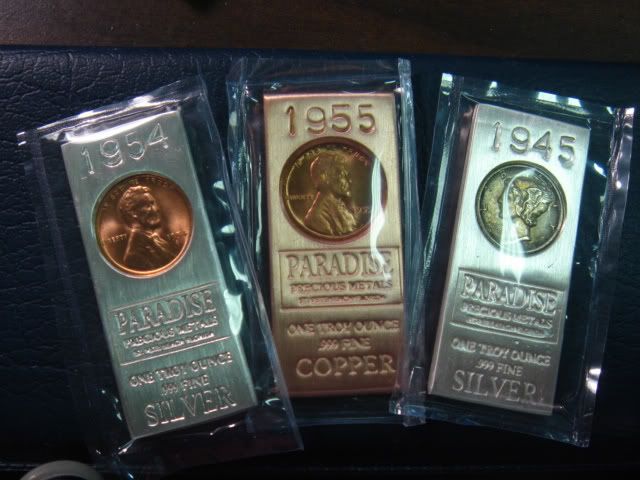 1954
PARADISE
PRECIOUS METALS
ONE TROY OUNCE
.999 FINE
SILVER
1955
LIBERTY
PARADISE
PRECIOUS METALS
ONE TROY OUNCE
.999 FINE
COPPER
1945
PARADISE
PRECIOUS METALS
ONE TROY OUNCE
.999 FINE
SILVER